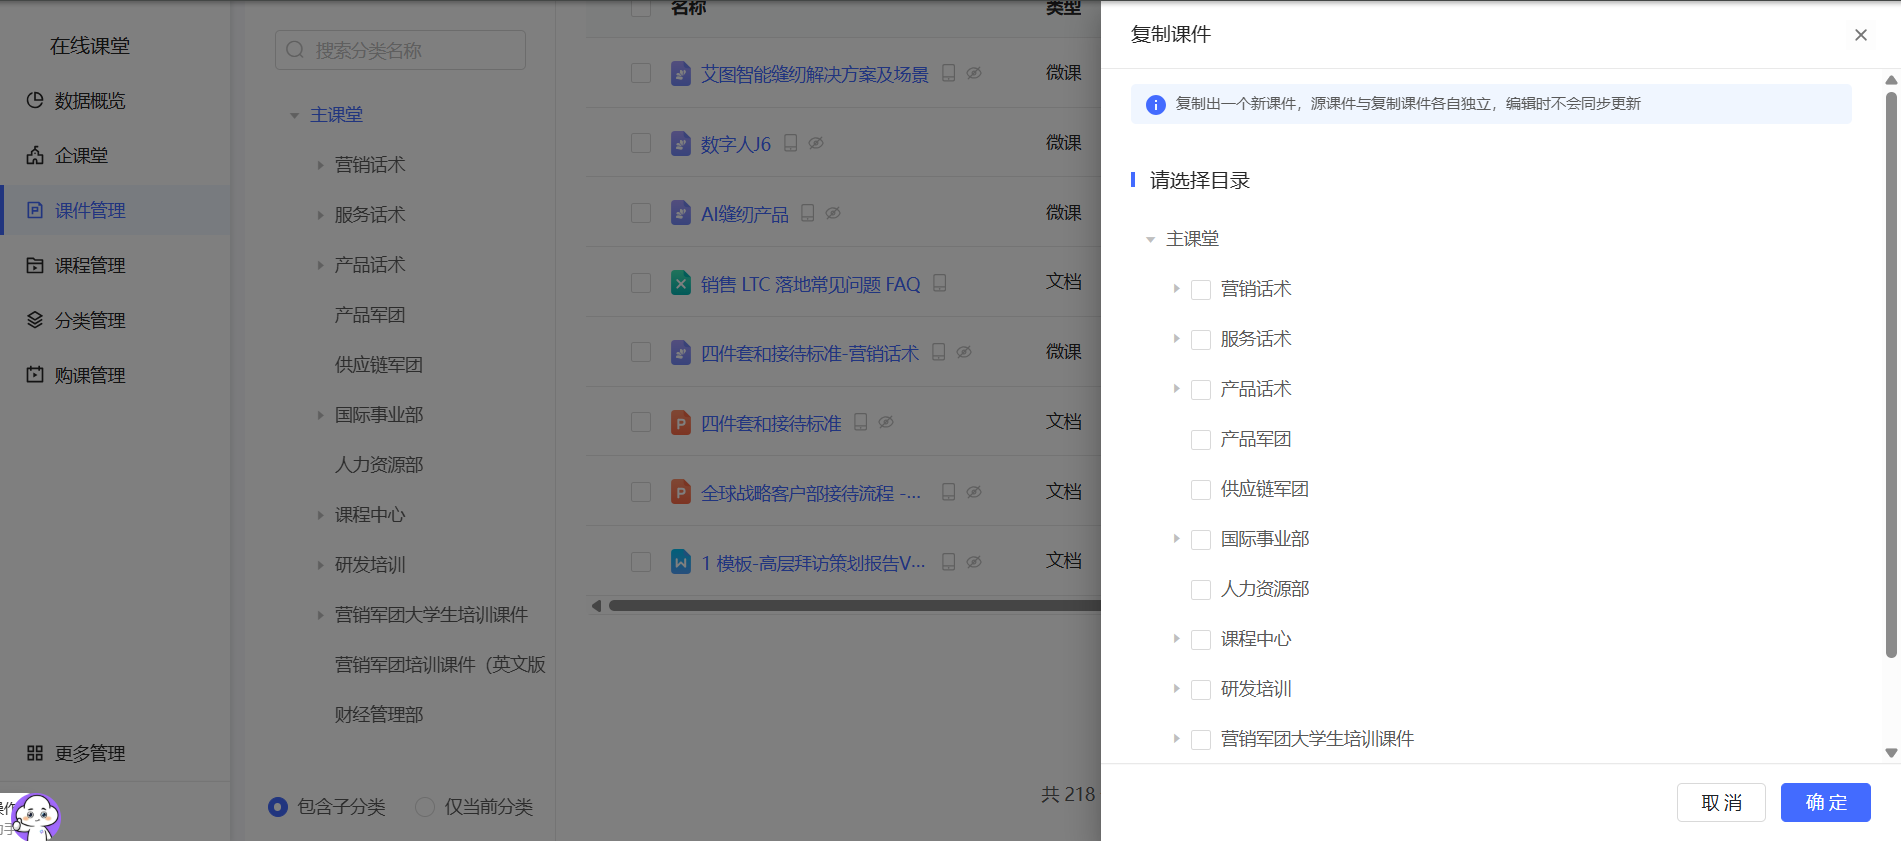 在线课堂
数据概览
企课堂
课件管理
课程管理
分类管理
购课管理
更多管理
搜索分类名称
主课堂
营销话术
服务话术
产品话术
产品军团
供应链军团
国际事业部
人力资源部
课程中心
研发培训
营销军团大学生培训课件
营销军团培训课件（英文版
财经管理部
包含子分类 仅当前分类
名称 类型
艾图智能缝纫解决方案及场景 微课
数字人J6 微课
AI缝纫产品 微课
销售 LTC 落地常见问题 FAQ 文档
四件套和接待标准-营销话术 微课
四件套和接待标准 文档
全球战略客户部接待流程 -... 文档
1 模板-高层拜访策划报告V... 文档
共 218
复制课件
复制出一个新课件，源课件与复制课件各自独立，编辑时不会同步更新
请选择目录
主课堂
营销话术
服务话术
产品话术
产品军团
供应链军团
国际事业部
人力资源部
课程中心
研发培训
营销军团大学生培训课件
取消 确定